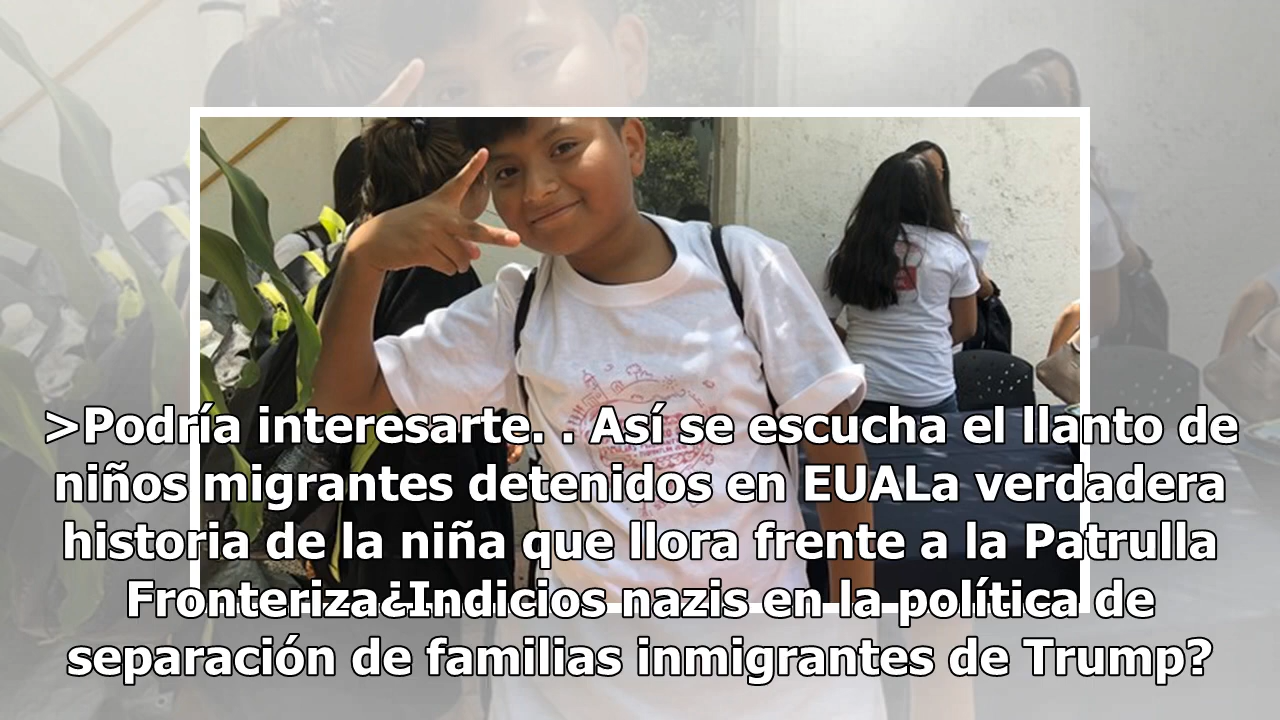 >Podría interesarte. . Así se escucha el llanto de
niños migrantes detenidos en EUALa verdadera
historia de la niña que llora frente a la Patrulla
Fronteriza¿Indicios nazis en la política de
separación de familias inmigrantes de Trump?